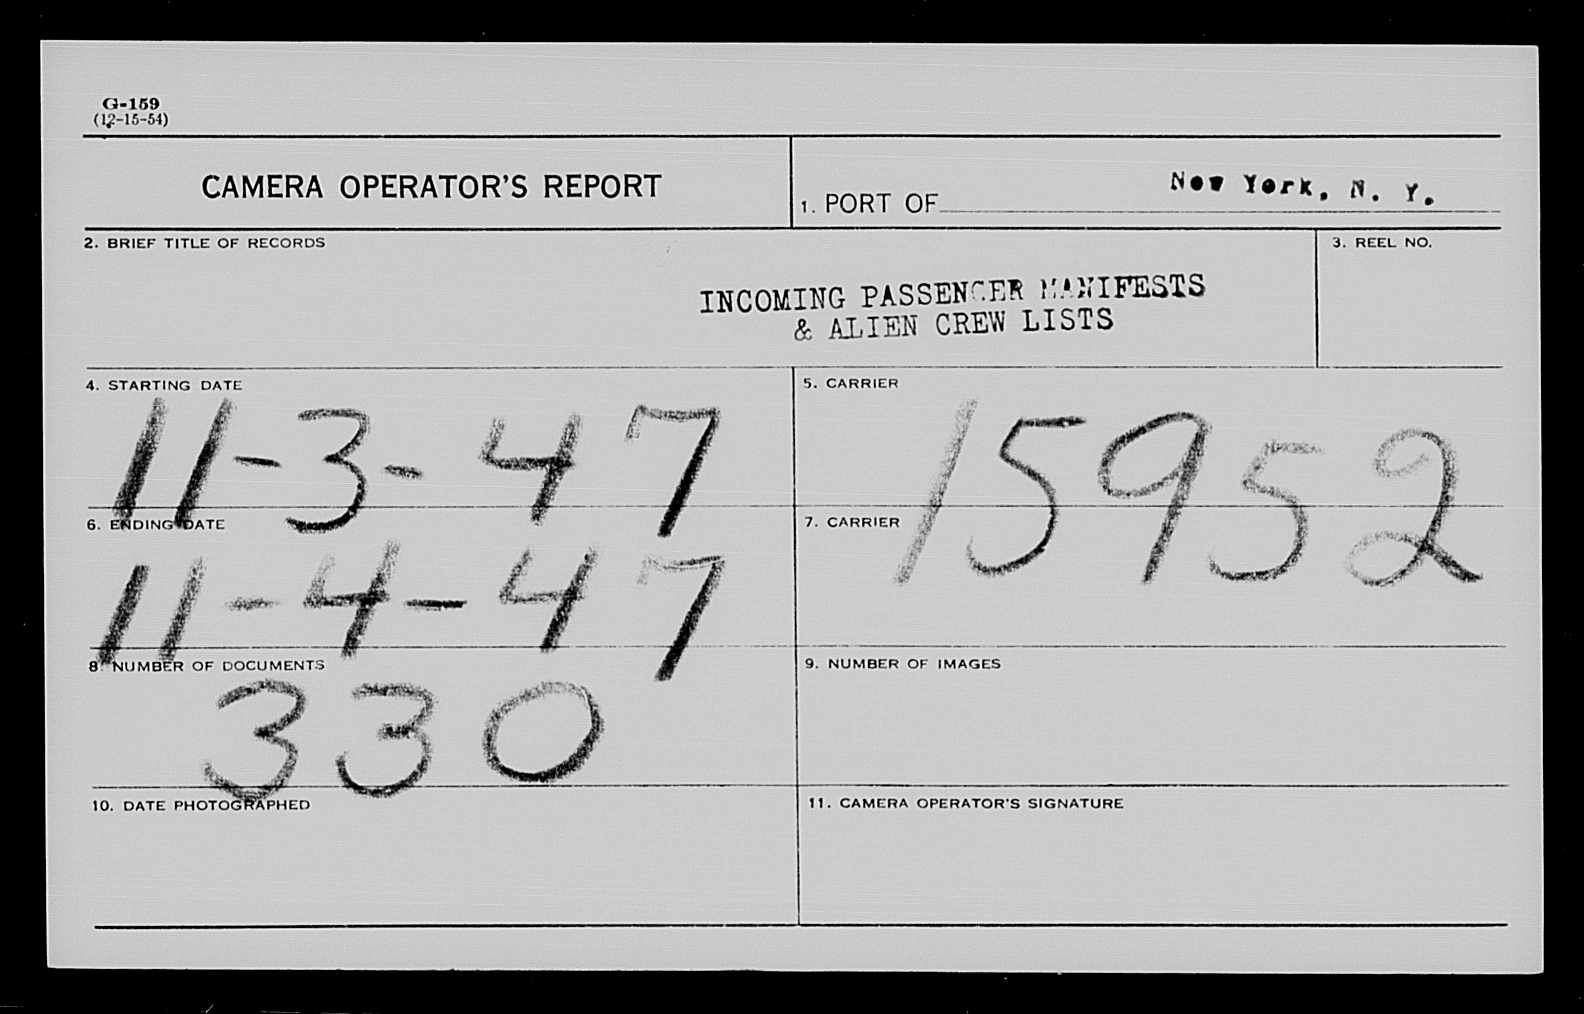 G-159
(12-15-54)
CAMERA OPERATOR'S REPORT
1. PORT OF New York, N. Y.
2. BRIEF TITLE OF RECORDS
3. REEL NO.
INCOMING PASSENGER MANIFESTS
& ALIEN CREW LISTS
4. STARTING DATE
11-3-47
5. CARRIER
15952
6. ENDING DATE
11-4-47
7. CARRIER
8. NUMBER OF DOCUMENTS
330
9. NUMBER OF IMAGES
10. DATE PHOTOGRAPHED
11. CAMERA OPERATOR'S SIGNATURE